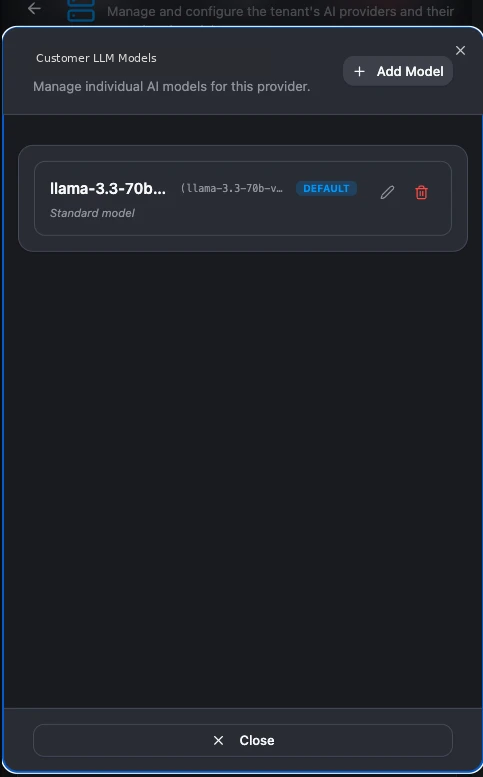 Manage and configure the tenant's AI providers and their
Customer LLM Models
Manage individual AI models for this provider.
+ Add Model
llama-3.3-70b... (llama-3.3-70b-v… DEFAULT
Standard model
Close